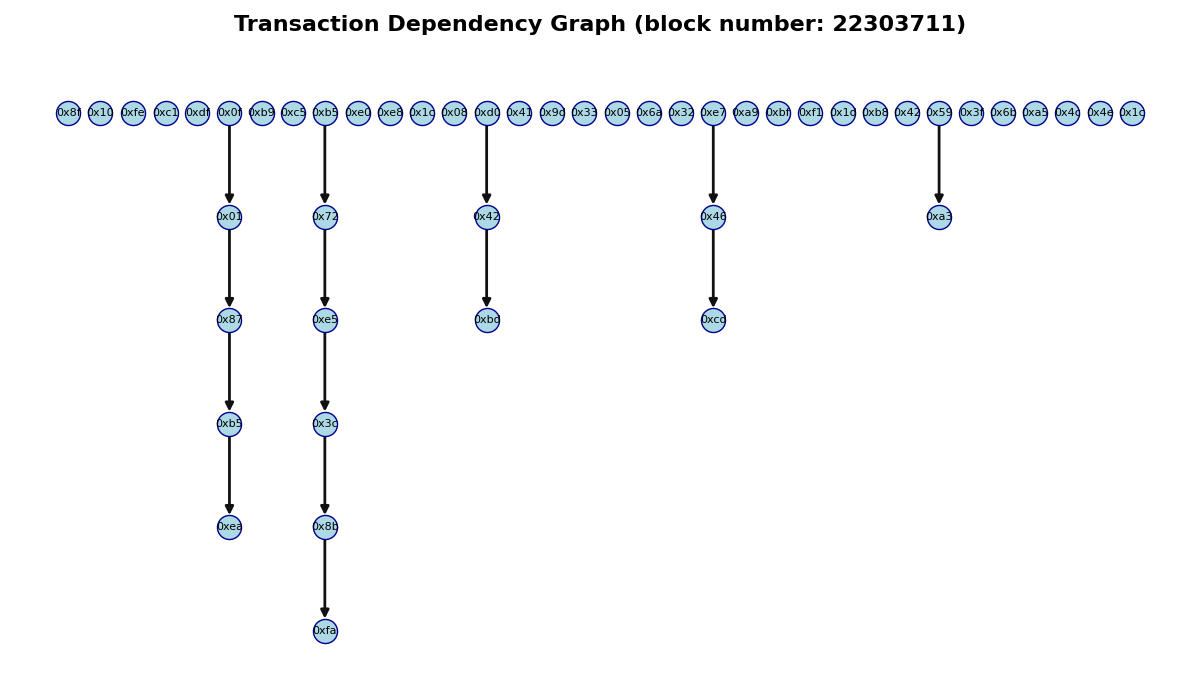 Transaction Dependency Graph (block number: 22303711)
0x8f 0x10 0xfe 0xc1 0xdf 0x0f 0xb9 0xc5 0xb5 0xe0 0xe8 0x1c 0x08 0xd0 0x41 0x9d 0x33 0x05 0x6a 0x32 0xe7 0xa9 0xbf 0xf1 0x1d 0xb8 0x42 0x59 0x3f 0x6b 0xa5 0x4c 0x4e 0x1c
0x01 0x72 0x42 0x46 0xa3
0x87 0xe5 0xbd 0xcd
0xb5 0x3c
0xea 0x8b
0xfa